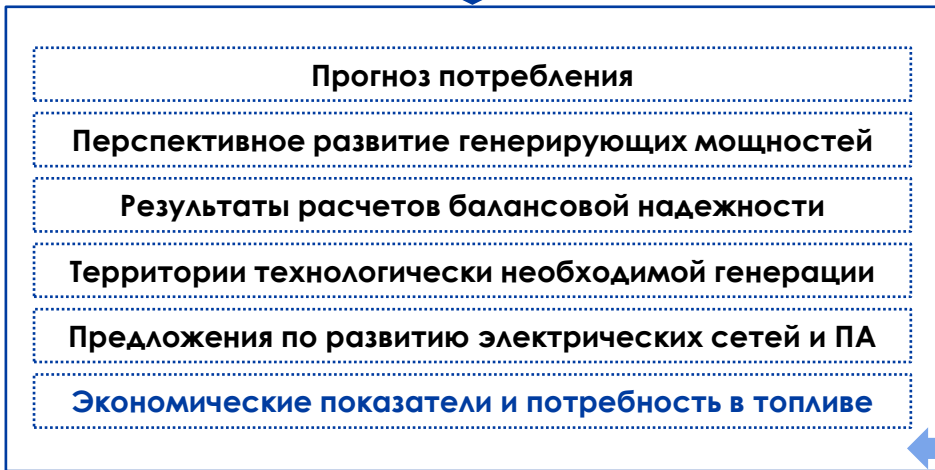 Прогноз потребления
Перспективное развитие генерирующих мощностей
Результаты расчетов балансовой надежности
Территории технологически необходимой генерации
Предложения по развитию электрических сетей и ПА
Экономические показатели и потребность в топливе